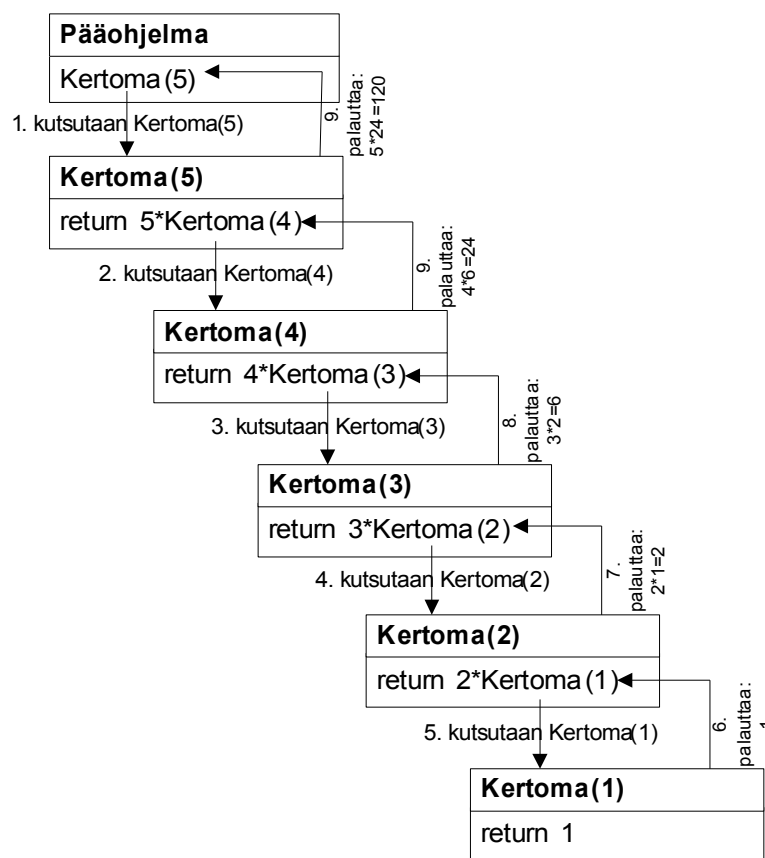 Pääohjelma
Kertoma(5)
1. kutsutaan Kertoma(5)
9.
palauttaa:
5*24=120
Kertoma(5)
return 5*Kertoma(4)
2. kutsutaan Kertoma(4)
9.
palauttaa:
4*6=24
Kertoma(4)
return 4*Kertoma(3)
3. kutsutaan Kertoma(3)
8.
palauttaa:
3*2=6
Kertoma(3)
return 3*Kertoma(2)
4. kutsutaan Kertoma(2)
7.
palauttaa:
2*1=2
Kertoma(2)
return 2*Kertoma(1)
5. kutsutaan Kertoma(1)
6.
palauttaa:
Kertoma(1)
return 1